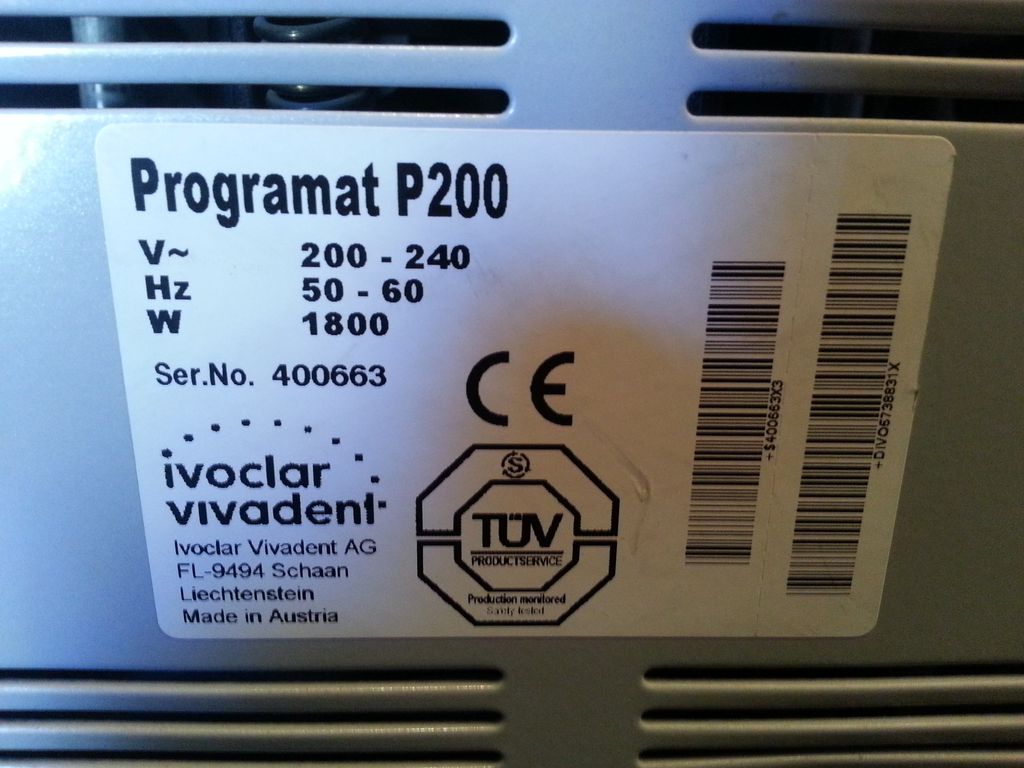 Programat P200
V~ 200 - 240
Hz 50 - 60
W 1800
Ser.No. 400663
CE
ivoclar
vivadent
Ivoclar Vivadent AG
FL-9494 Schaan
Liechtenstein
Made in Austria
S
TÜV
PRODUCTSERVICE
Production monitored
Safety tested
+$400663X3
+DIVO5738831X